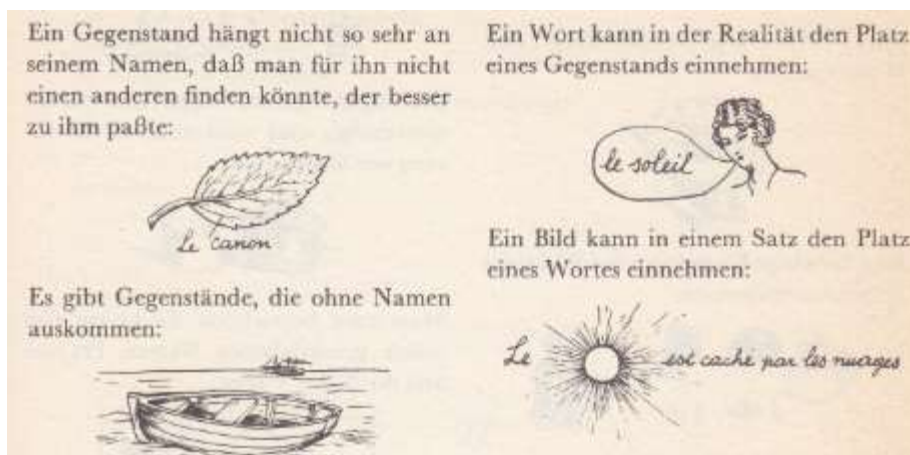 Ein Gegenstand hängt nicht so sehr an
seinem Namen, daß man für ihn nicht
einen anderen finden könnte, der besser
zu ihm paßte:
Le canon
Es gibt Gegenstände, die ohne Namen
auskommen:
Ein Wort kann in der Realität den Platz
eines Gegenstands einnehmen:
le soleil
Ein Bild kann in einem Satz den Platz
eines Wortes einnehmen:
Le est caché par les nuages